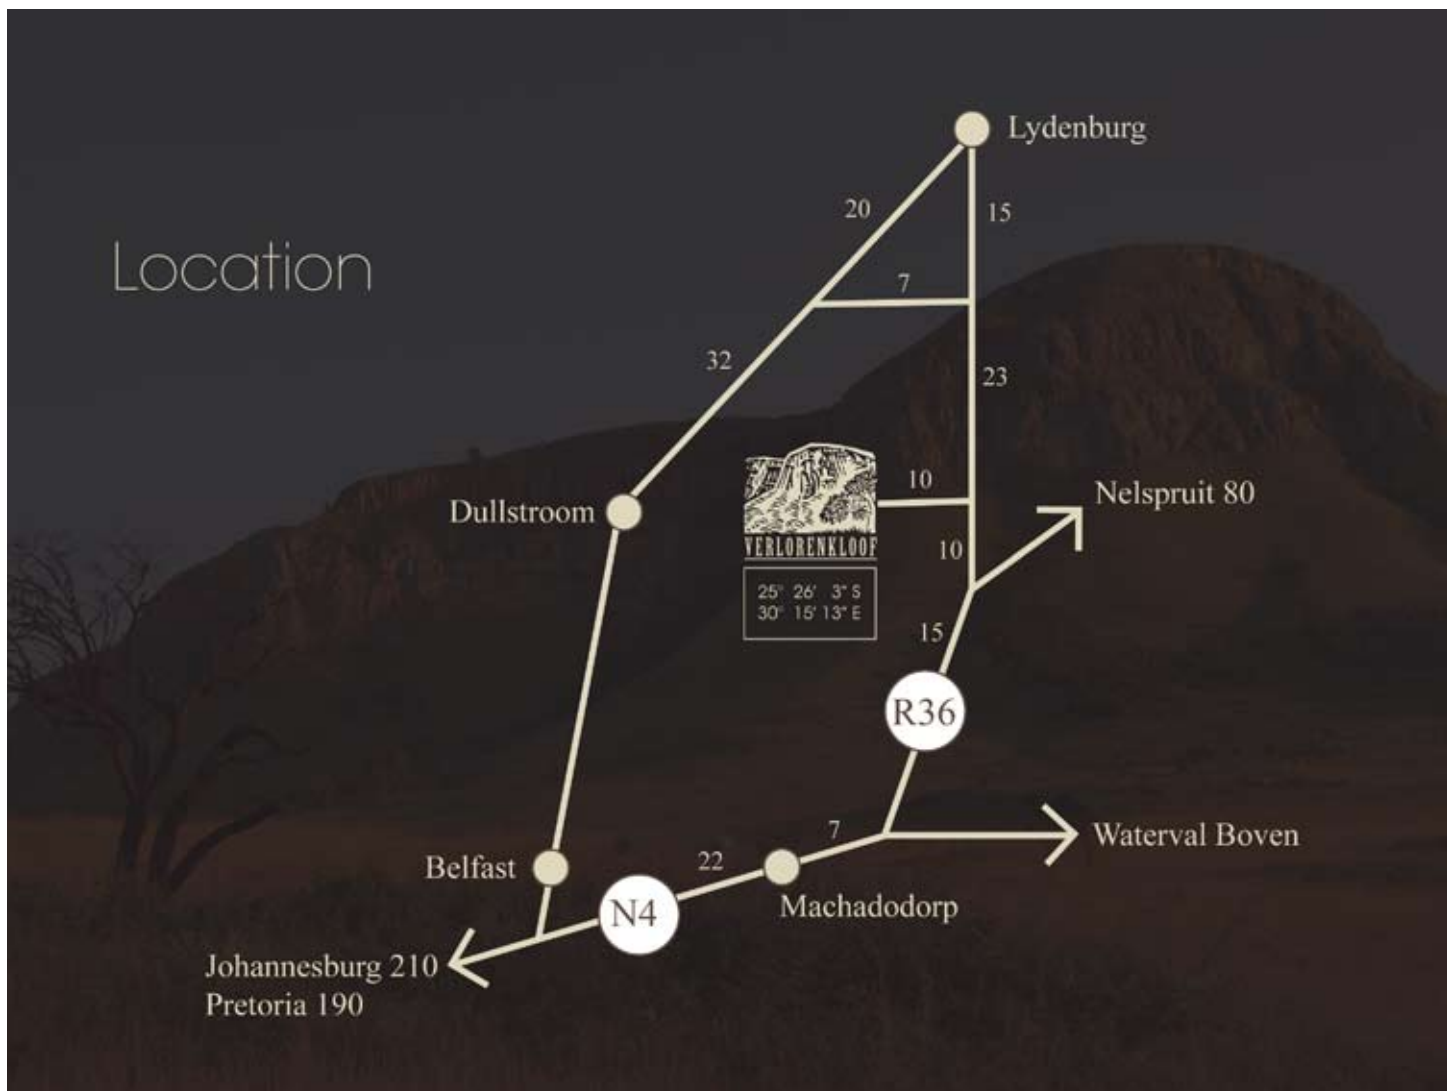 Lydenburg
20
15
Location
7
32
23
10
Nelspruit 80
Dullstroom
VERLORENKLOOF
10
25° 26' 3" S
30° 15' 13" E
15
R36
7
Waterval Boven
22
Belfast
Machadodorp
N4
Johannesburg 210
Pretoria 190